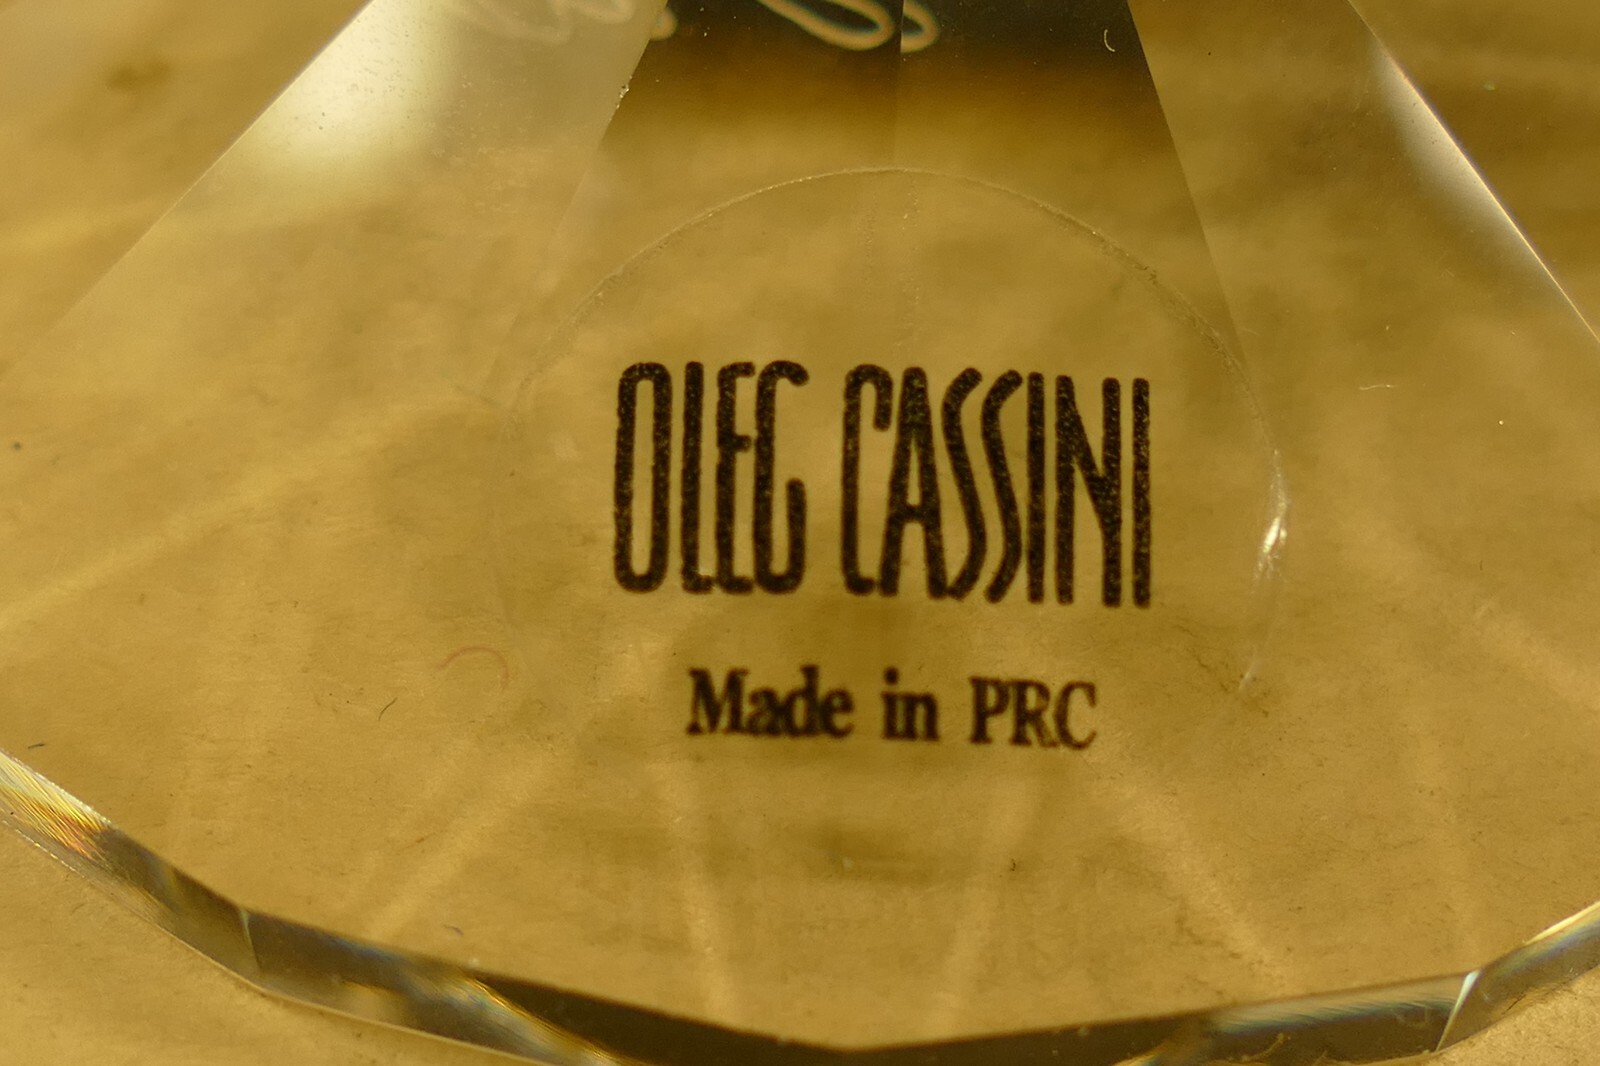 OLEG CASSINI
Made in PRC